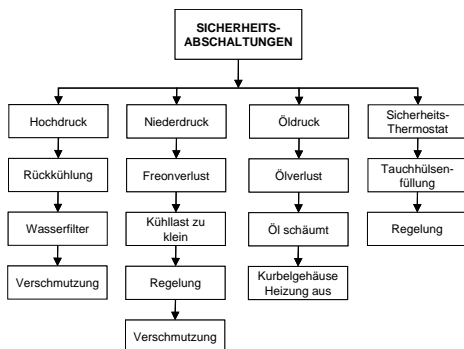 SICHERHEITS-
ABSCHALTUNGEN
Hochdruck
Niederdruck
Öldruck
Sicherheits-
Thermostat
Rückkühlung
Freonverlust
Ölverlust
Tauchhülsen-
füllung
Wasserfilter
Kühllast zu
klein
Öl schäumt
Regelung
Verschmutzung
Regelung
Kurbelgehäuse
Heizung aus
Verschmutzung